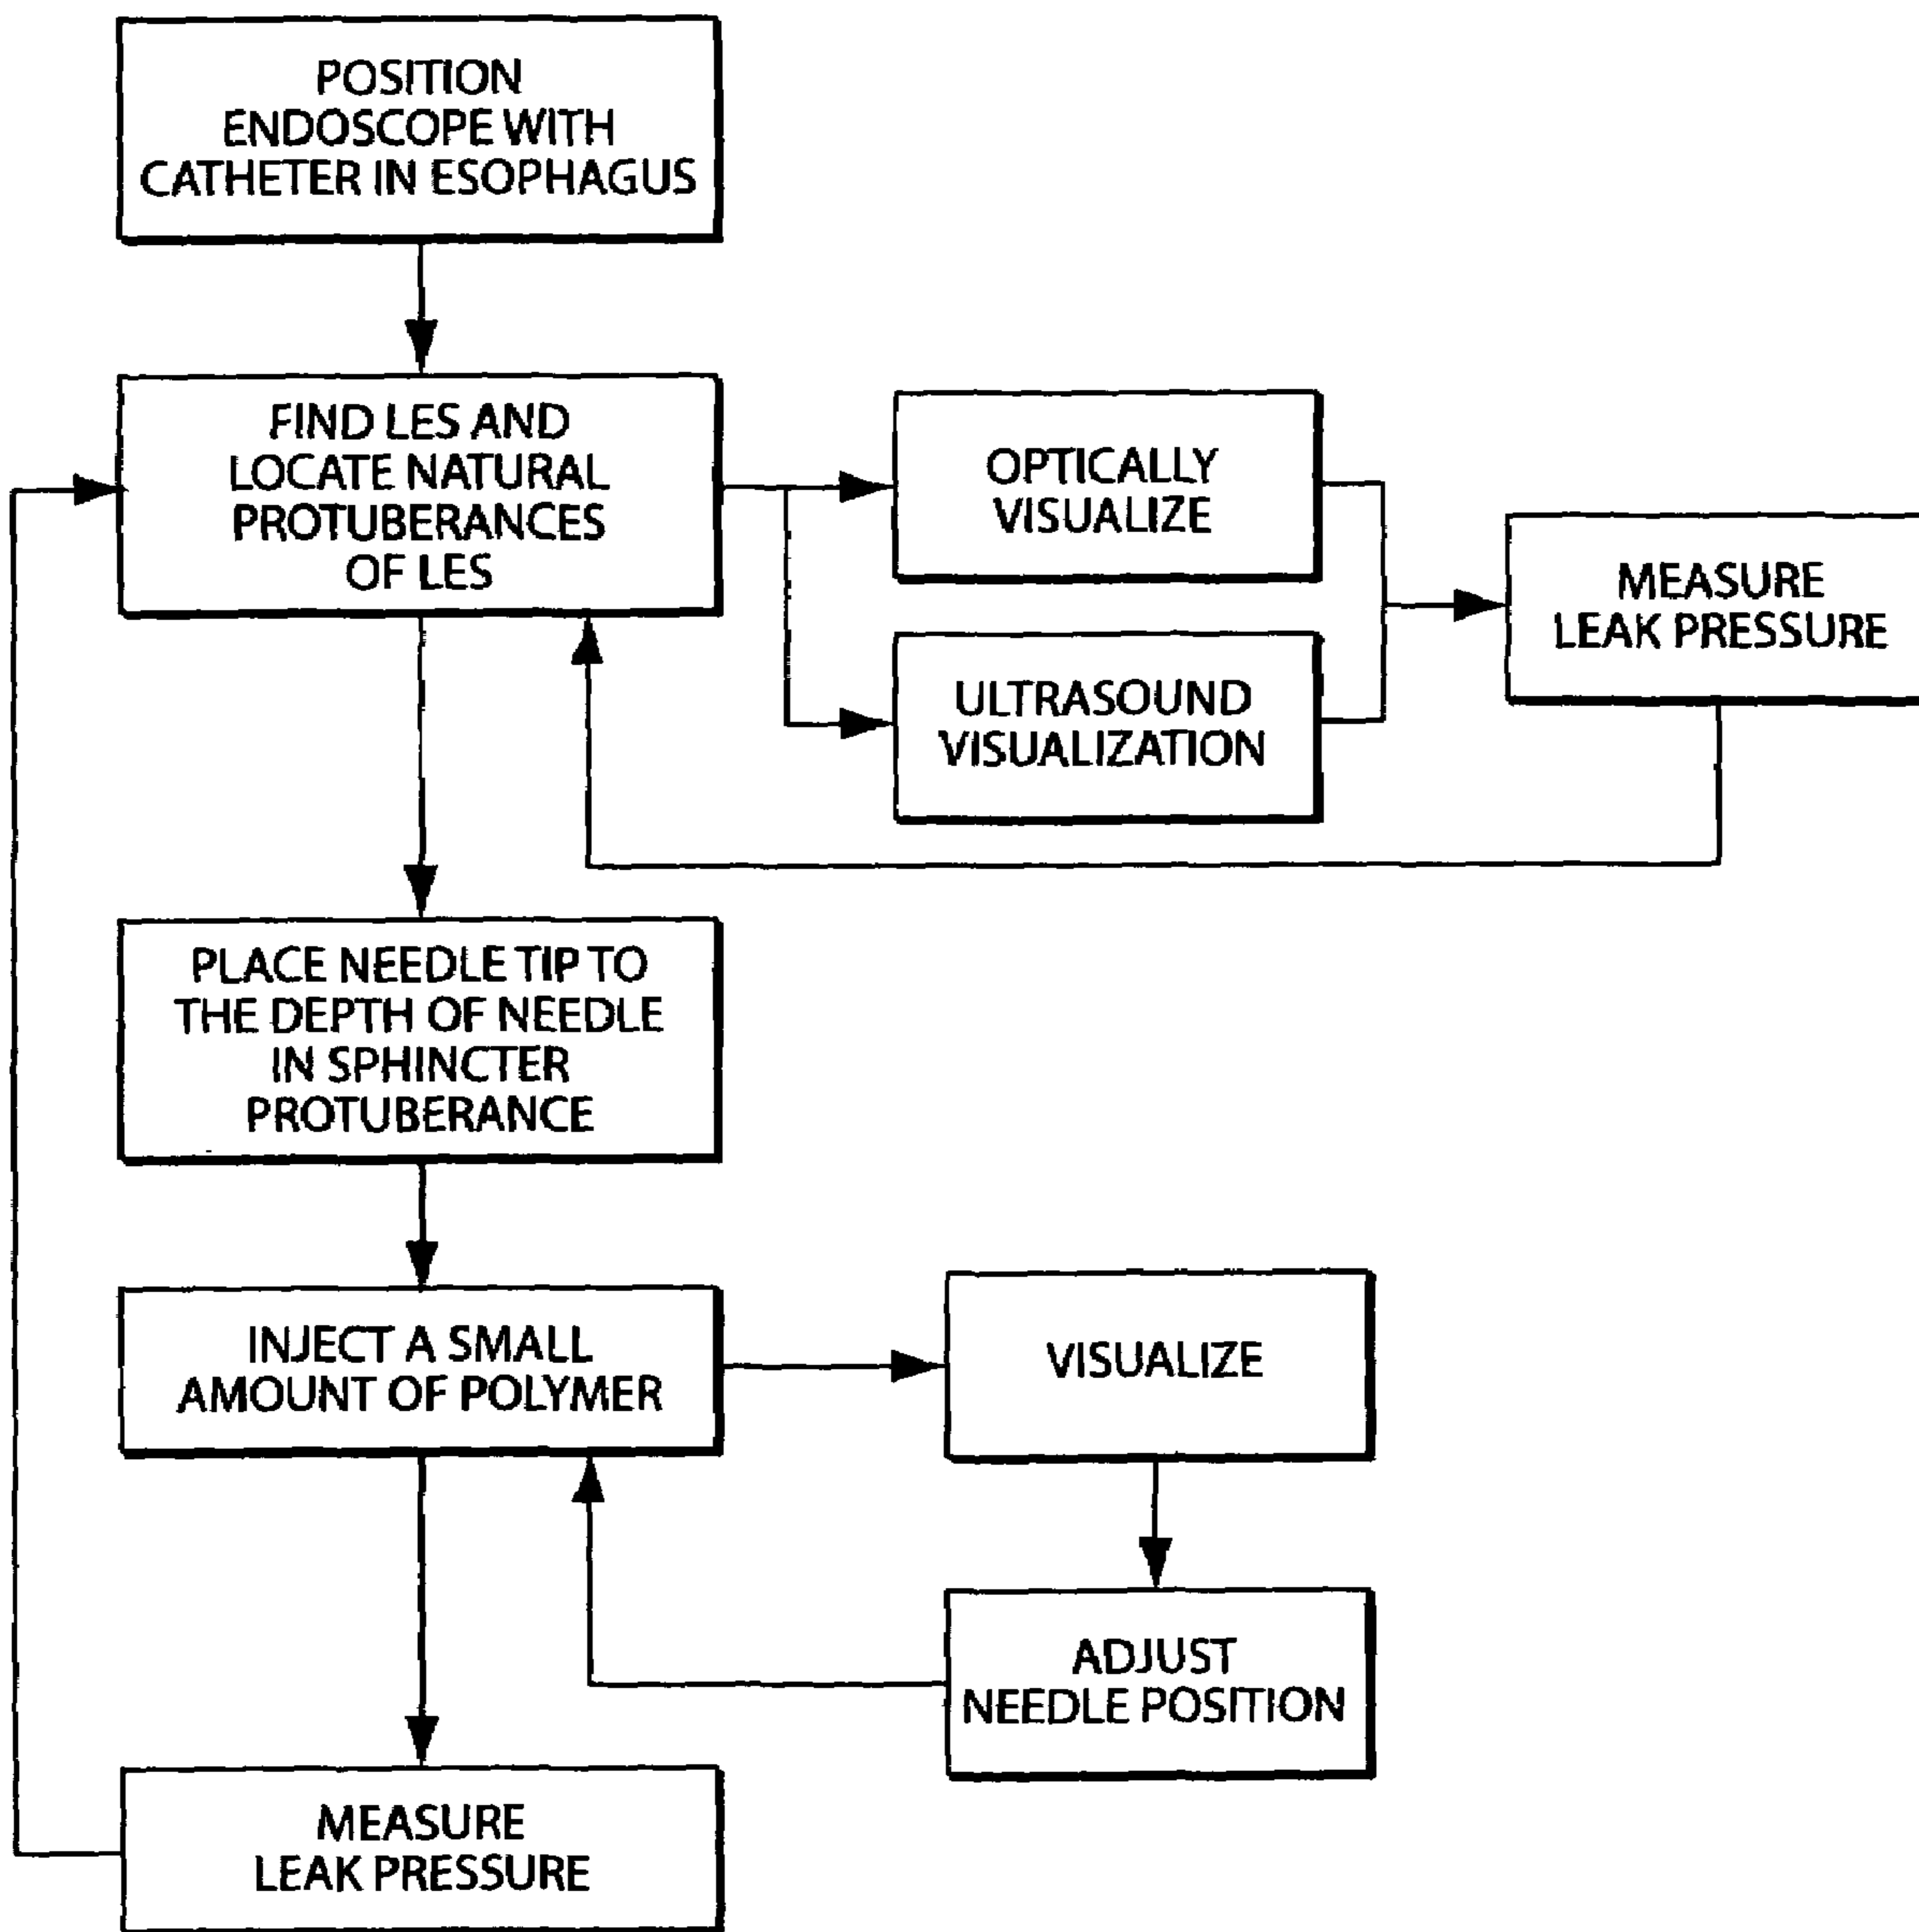 POSITION
ENDOSCOPE WITH
CATHETER IN ESOPHAGUS
FIND LES AND
LOCATE NATURAL
PROTUBERANCES
OF LES
OPTICALLY
VISUALIZE
ULTRASOUND
VISUALIZATION
MEASURE
LEAK PRESSURE
PLACE NEEDLE TIP TO
THE DEPTH OF NEEDLE
IN SPHINCTER
PROTUBERANCE
INJECT A SMALL
AMOUNT OF POLYMER
VISUALIZE
ADJUST
NEEDLE POSITION
MEASURE
LEAK PRESSURE